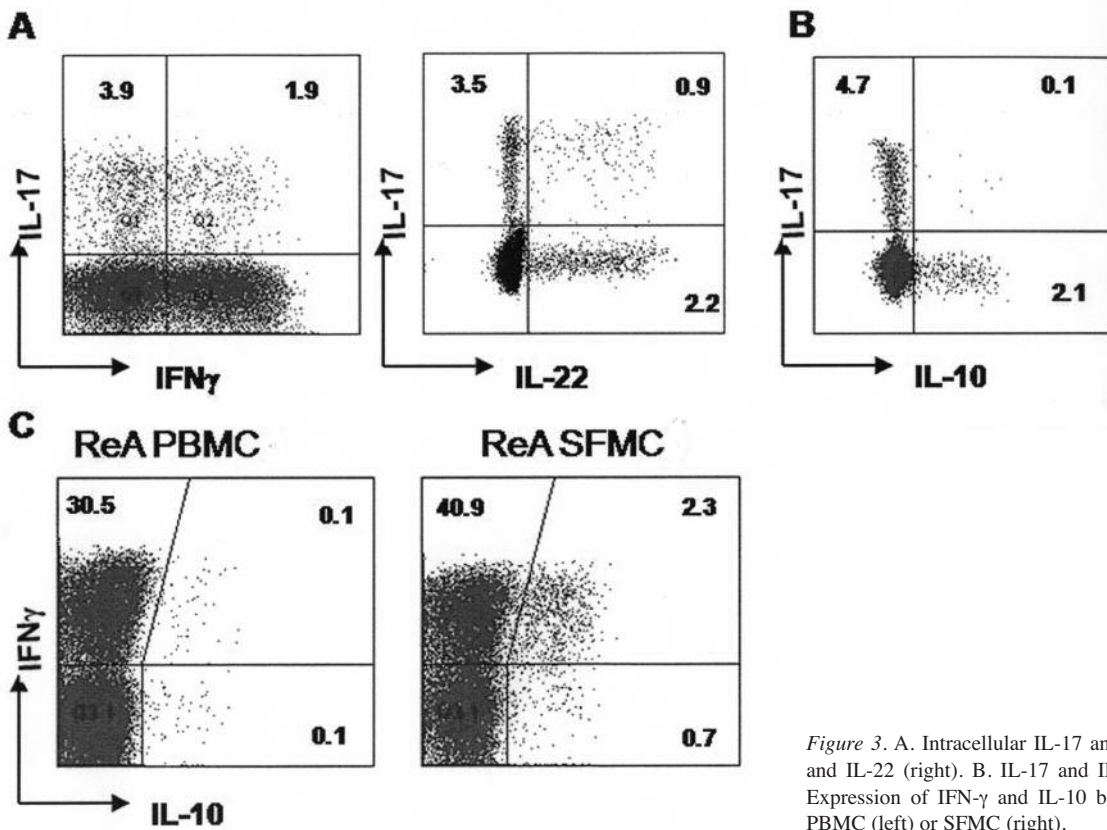 A
B
3.9 1.9
3.5 0.9
4.7 0.1
IL-17
IL-17
IL-17
Q1 Q2
2.2
2.1
IFNγ
IL-22
IL-10
C
ReA PBMC
ReA SFMC
30.5 0.1
40.9 2.3
IFNγ
0.1
0.7
IL-10
Figure 3. A. Intracellular IL-17 an
and IL-22 (right). B. IL-17 and II
Expression of IFN-γ and IL-10 b
PBMC (left) or SFMC (right).